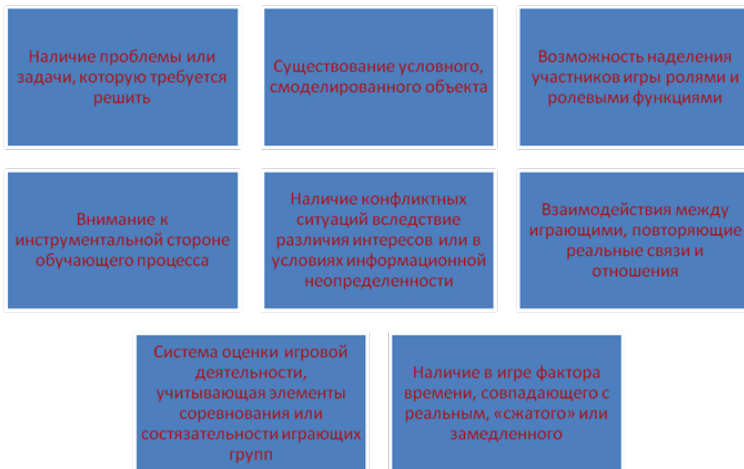 Наличие проблемы или
задачи, которую требуется
решить
Существование условного,
смоделированного объекта
Возможность наделения
участников игры ролями и
ролевыми функциями
Внимание к
инструментальной стороне
обучающего процесса
Наличие конфликтных
ситуаций вследствие
различия интересов или в
условиях информационной
неопределенности
Взаимодействия между
играющими, повторяющие
реальные связи и
отношения
Система оценки игровой
деятельности,
учитывающая элементы
соревнования или
состязательности играющих
групп
Наличие в игре фактора
времени, совпадающего с
реальным, «сжатого» или
замедленного